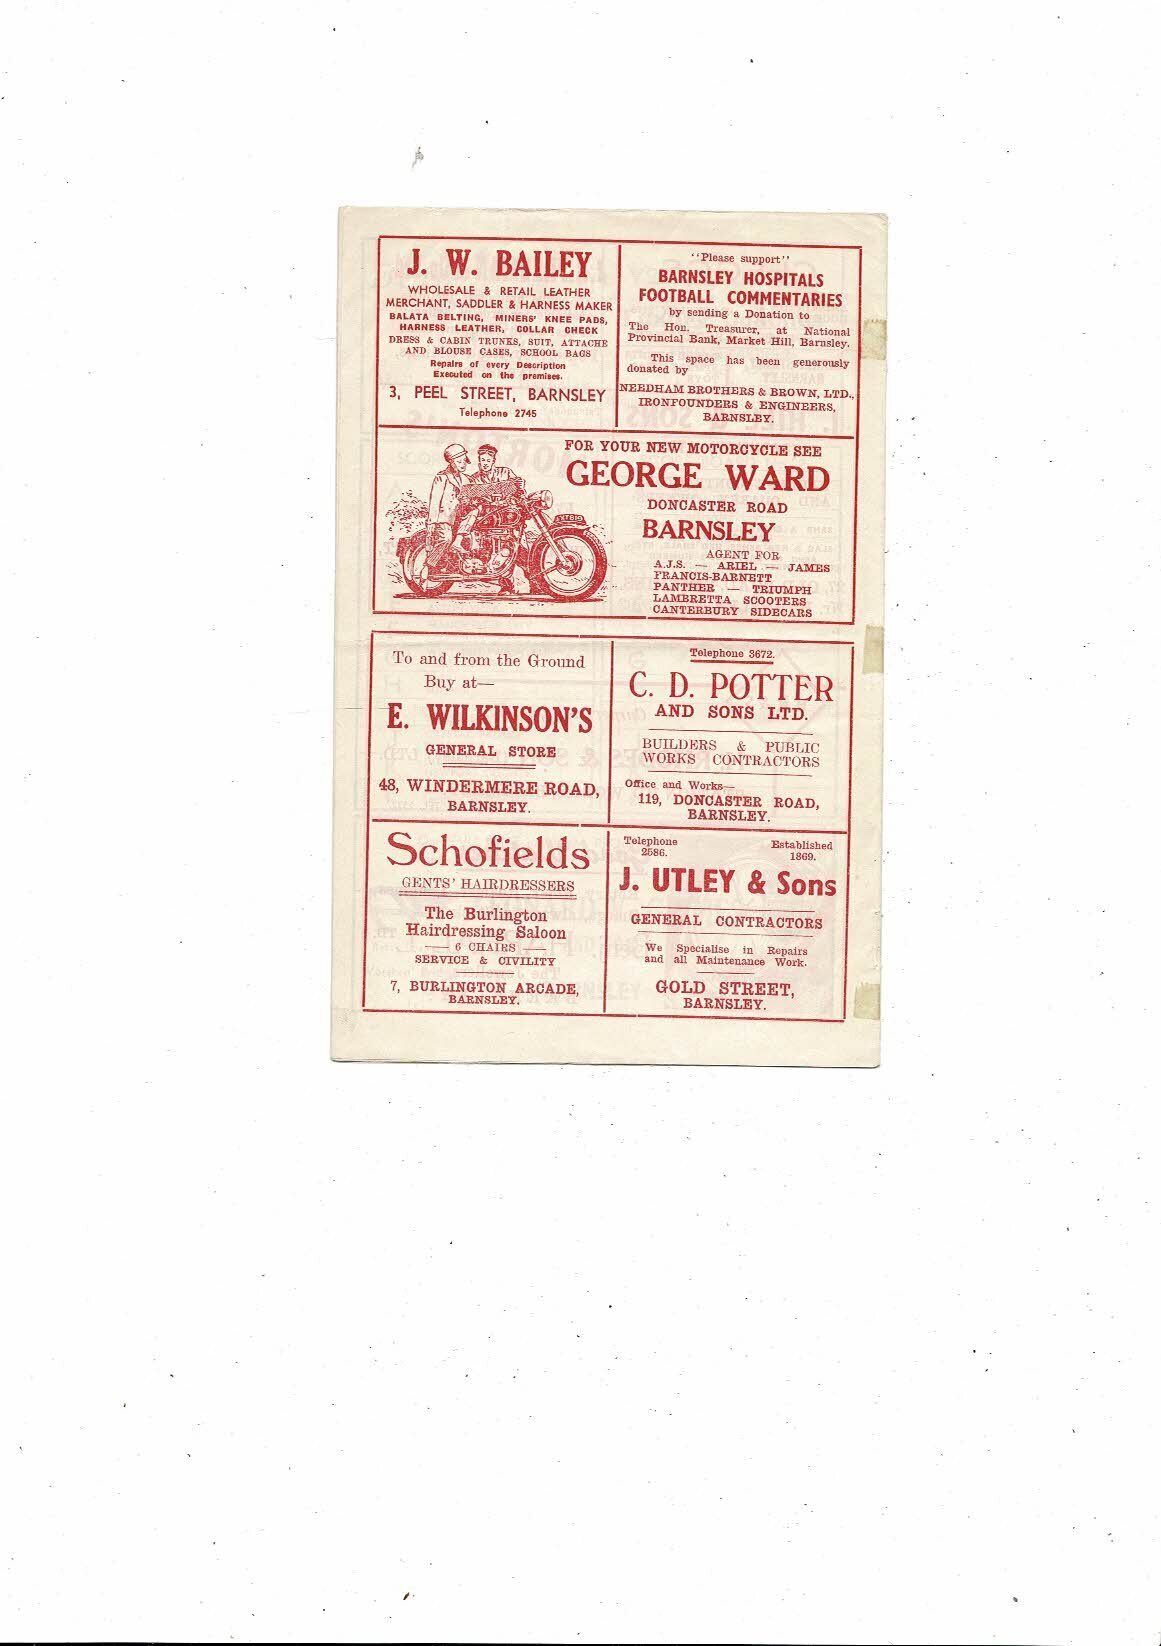 J. W. BAILEY
WHOLESALE & RETAIL LEATHER
MERCHANT, SADDLER & HARNESS MAKER
BALATA BELTING, MINERS' KNEE PADS,
HARNESS LEATHER, COLLAR CHECK
DRESS & CABIN TRUNKS, SUIT, ATTACHE
AND BLOUSE CASES, SCHOOL BAGS
Repairs of every Description
Executed on the premises.
3, PEEL STREET, BARNSLEY
Telephone 2745
"Please support"
BARNSLEY HOSPITALS
FOOTBALL COMMENTARIES
by sending a Donation to
The Hon. Treasurer, at National
Provincial Bank, Market Hill, Barnsley.
This space has been generously
donated by
NEEDHAM BROTHERS & BROWN, LTD.,
IRONFOUNDERS & ENGINEERS,
BARNSLEY.
FOR YOUR NEW MOTORCYCLE SEE
GEORGE WARD
DONCASTER ROAD
BARNSLEY
AGENT FOR
A.J.S. — ARIEL — JAMES
FRANCIS-BARNETT
PANTHER — TRIUMPH
LAMBRETTA SCOOTERS
CANTERBURY SIDECARS
To and from the Ground
Buy at—
E. WILKINSON'S
GENERAL STORE
48, WINDERMERE ROAD,
BARNSLEY.
Telephone 3672.
C. D. POTTER
AND SONS LTD.
BUILDERS & PUBLIC
WORKS CONTRACTORS
Office and Works—
119, DONCASTER ROAD,
BARNSLEY.
Schofields
GENTS' HAIRDRESSERS
The Burlington
Hairdressing Saloon
— 6 CHAIRS —
SERVICE & CIVILITY
7, BURLINGTON ARCADE,
BARNSLEY.
Telephone 2586.
Established 1869.
J. UTLEY & Sons
GENERAL CONTRACTORS
We Specialise in Repairs
and all Maintenance Work.
GOLD STREET,
BARNSLEY.